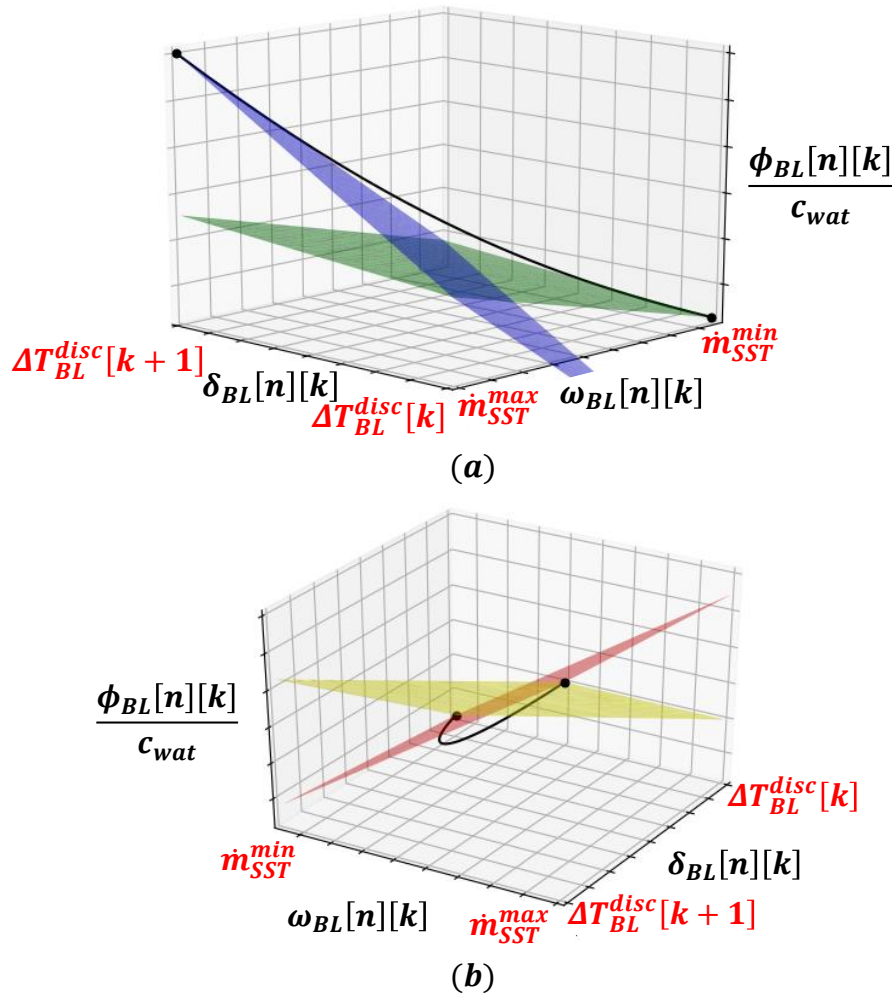 ϕ_BL[n][k]
c_wat
ΔT_BL^disc[k + 1]
δ_BL[n][k]
ΔT_BL^disc[k]
ṁ_SST^max
ω_BL[n][k]
ṁ_SST^min
(a)
ϕ_BL[n][k]
c_wat
ṁ_SST^min
ω_BL[n][k]
ṁ_SST^max
ΔT_BL^disc[k + 1]
δ_BL[n][k]
ΔT_BL^disc[k]
(b)